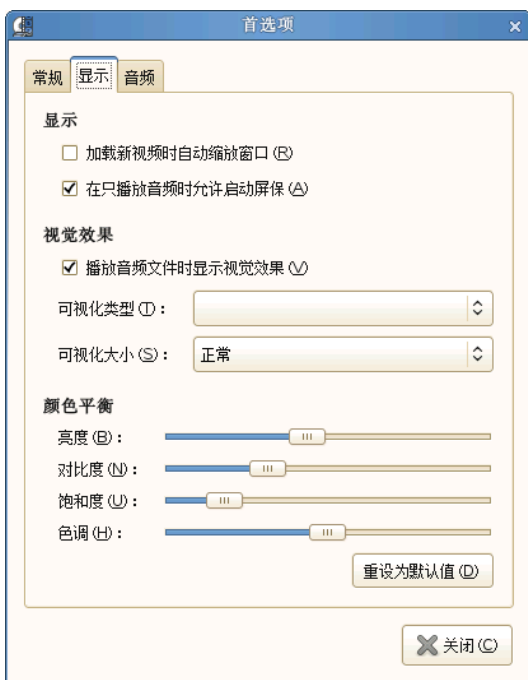 首选项
常规 显示 音频
显示
加载新视频时自动缩放窗口(R)
在只播放音频时允许启动屏保(A)
视觉效果
播放音频文件时显示视觉效果(V)
可视化类型(T)：
可视化大小(S)： 正常
颜色平衡
亮度(B)：
对比度(N)：
饱和度(U)：
色调(H)：
重设为默认值(D)
关闭(C)